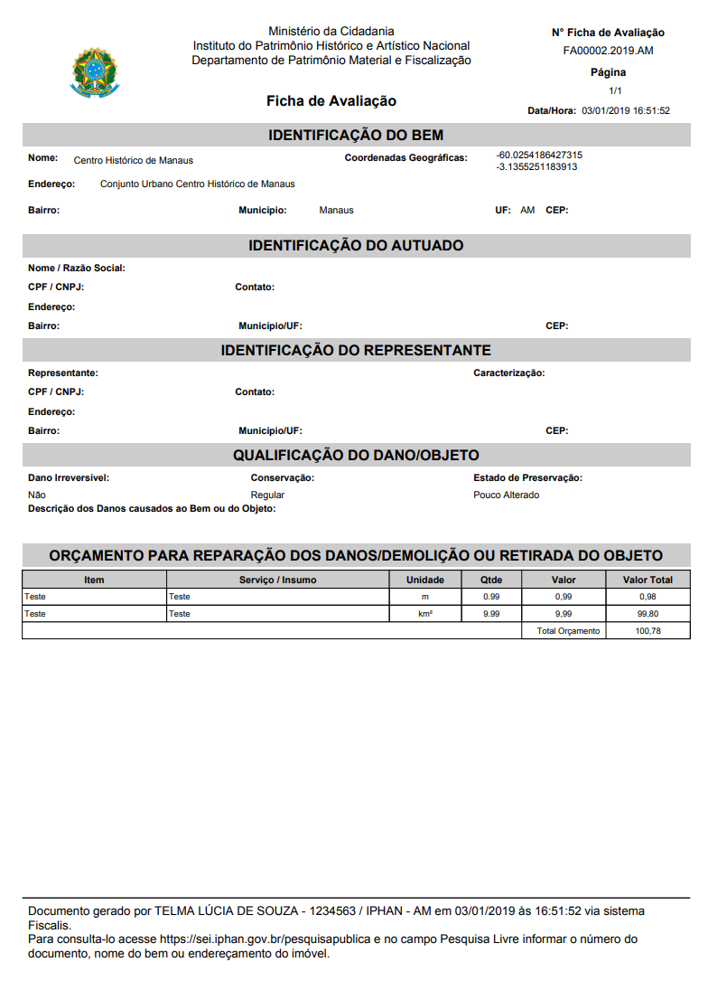 Ministério da Cidadania
Instituto do Patrimônio Histórico e Artístico Nacional
Departamento de Patrimônio Material e Fiscalização
Ficha de Avaliação
N° Ficha de Avaliação
FA00002.2019.AM
Página
1/1
Data/Hora: 03/01/2019 16:51:52
IDENTIFICAÇÃO DO BEM
Nome: Centro Histórico de Manaus Coordenadas Geográficas: -60.0254186427315
-3.1355251183913
Endereço: Conjunto Urbano Centro Histórico de Manaus
Bairro: Município: Manaus UF: AM CEP:
IDENTIFICAÇÃO DO AUTUADO
Nome / Razão Social:
CPF / CNPJ: Contato:
Endereço:
Bairro: Município/UF: CEP:
IDENTIFICAÇÃO DO REPRESENTANTE
Representante: Caracterização:
CPF / CNPJ: Contato:
Endereço:
Bairro: Município/UF: CEP:
QUALIFICAÇÃO DO DANO/OBJETO
Dano Irreversível: Conservação: Estado de Preservação:
Não Regular Pouco Alterado
Descrição dos Danos causados ao Bem ou do Objeto:
ORÇAMENTO PARA REPARAÇÃO DOS DANOS/DEMOLIÇÃO OU RETIRADA DO OBJETO
Item Serviço / Insumo Unidade Qtde Valor Valor Total
Teste Teste m 0.99 0,99 0,98
Teste Teste km² 9.99 9,99 99,80
Total Orçamento 100,78
Documento gerado por TELMA LÚCIA DE SOUZA - 1234563 / IPHAN - AM em 03/01/2019 às 16:51:52 via sistema
Fiscalis.
Para consulta-lo acesse https://sei.iphan.gov.br/pesquisapublica e no campo Pesquisa Livre informar o número do
documento, nome do bem ou endereçamento do imóvel.